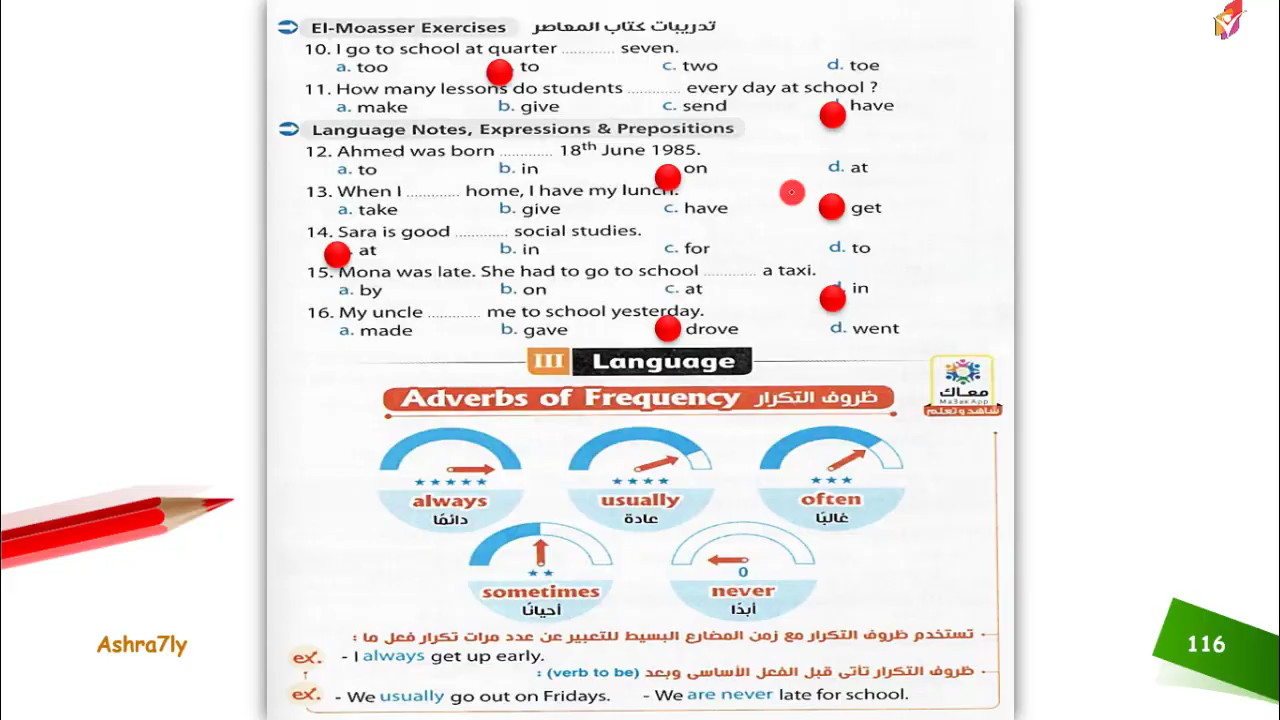 El-Moasser Exercises تدريبات كتاب المعاصر
10. I go to school at quarter ............ seven.
a. too to c. two d. toe
11. How many lessons do students ............ every day at school ?
a. make b. give c. send have
Language Notes, Expressions & Prepositions
12. Ahmed was born ............ 18th June 1985.
a. to b. in on d. at
13. When I ............ home, I have my lunch.
a. take b. give c. have get
14. Sara is good ............ social studies.
at b. in c. for d. to
15. Mona was late. She had to go to school ............ a taxi.
a. by b. on c. at in
16. My uncle ............ me to school yesterday.
a. made b. gave drove d. went
III Language
معاك
Ma3ak App
شاهد وتعلم
Adverbs of Frequency ظروف التكرار
always usually often
دائمًا عادة غالبًا
0
sometimes never
أحيانًا أبدًا
تستخدم ظروف التكرار مع زمن المضارع البسيط للتعبير عن عدد مرات تكرار فعل ما :
ex. - I always get up early.
ظروف التكرار تأتى قبل الفعل الأساسى وبعد (verb to be) :
ex. - We usually go out on Fridays. - We are never late for school.
Ashra7ly
116